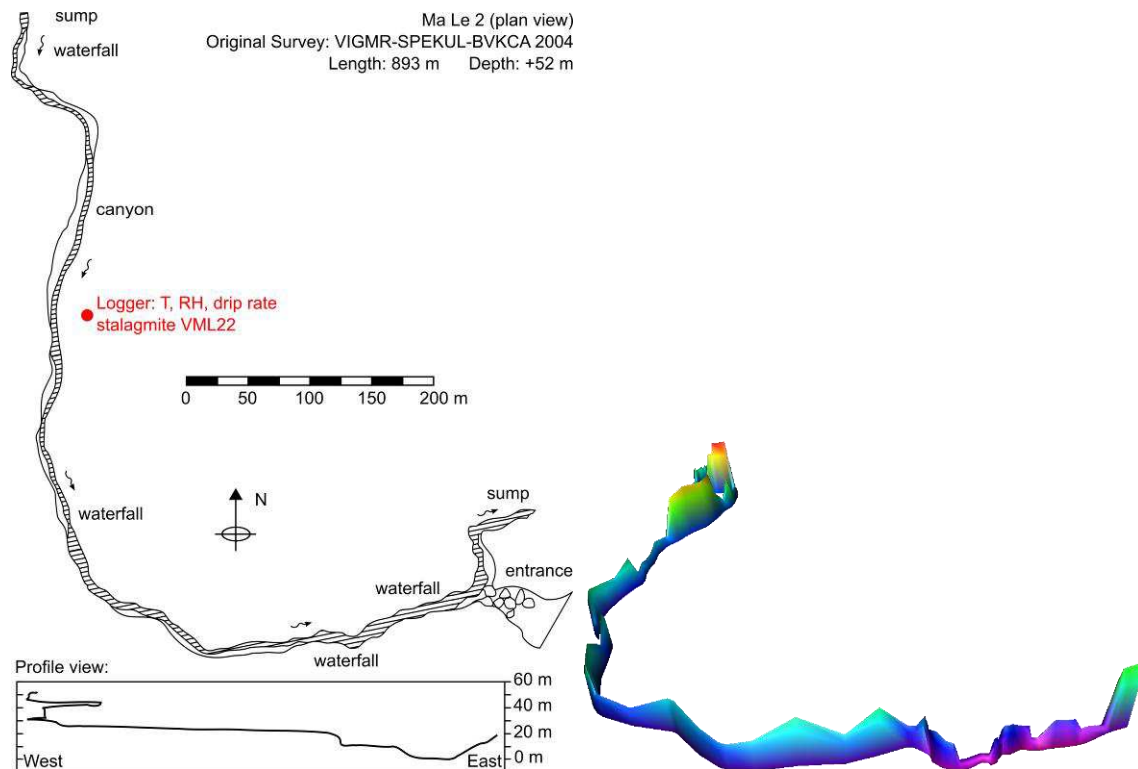 sump
waterfall
Ma Le 2 (plan view)
Original Survey: VIGMR-SPEKUL-BVKCA 2004
Length: 893 m Depth: +52 m
canyon
Logger: T, RH, drip rate
stalagmite VML22
0 50 100 150 200 m
N
sump
waterfall
entrance
waterfall
waterfall
Profile view:
60 m
40 m
20 m
0 m
West East